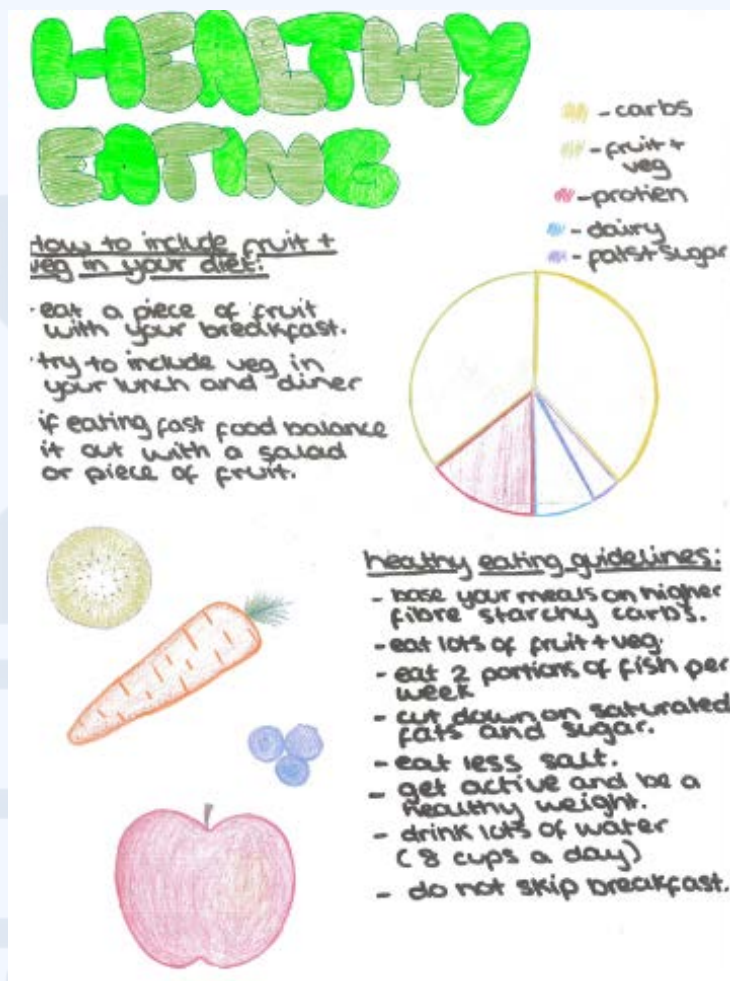 HEALTHY
EATING
- carbs
- fruit +
veg
- protien
- dairy
- fats + sugar
How to include fruit +
veg in your diet:
· eat a piece of fruit
with your breakfast.
· try to include veg in
your lunch and diner
if eating fast food balance
it out with a salad
or piece of fruit.
healthy eating guidelines:
- base your meals on higher
fibre starchy carbs.
- eat lots of fruit + veg.
- eat 2 portions of fish per
week
- cut down on saturated
fats and sugar.
- eat less salt.
- get active and be a
healthy weight.
- drink lots of water
(8 cups a day)
- do not skip breakfast.